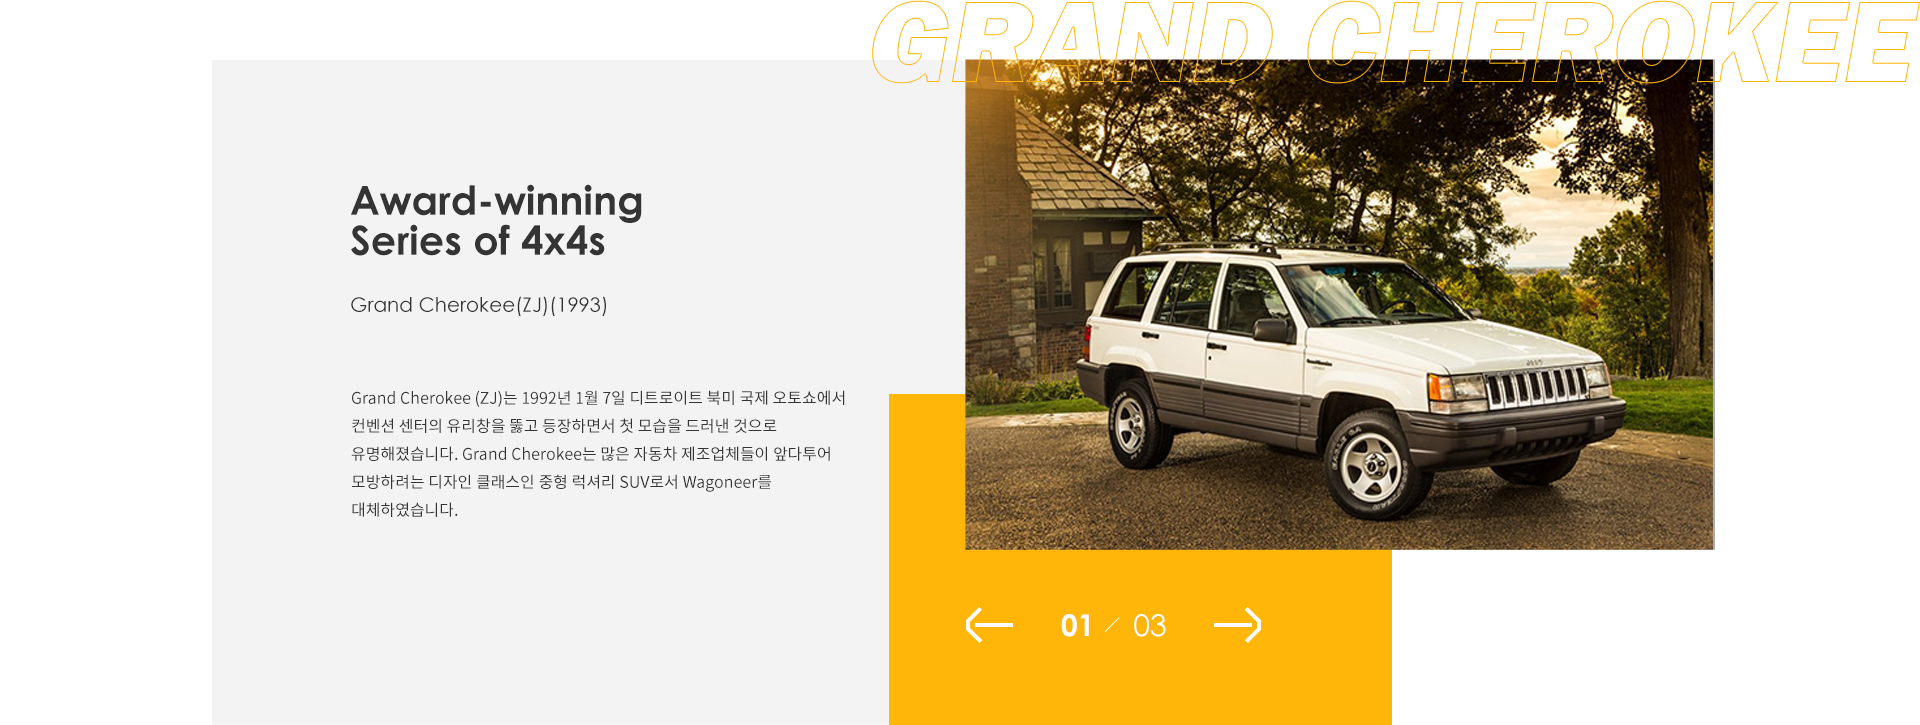 GRAND CHEROKEE
Award-winning
Series of 4x4s
Grand Cherokee(ZJ)(1993)
Grand Cherokee (ZJ)는 1992년 1월 7일 디트로이트 북미 국제 오토쇼에서
컨벤션 센터의 유리창을 뚫고 등장하면서 첫 모습을 드러낸 것으로
유명해졌습니다. Grand Cherokee는 많은 자동차 제조업체들이 앞다투어
모방하려는 디자인 클래스인 중형 럭셔리 SUV로서 Wagoneer를
대체하였습니다.
Jeep
01 / 03